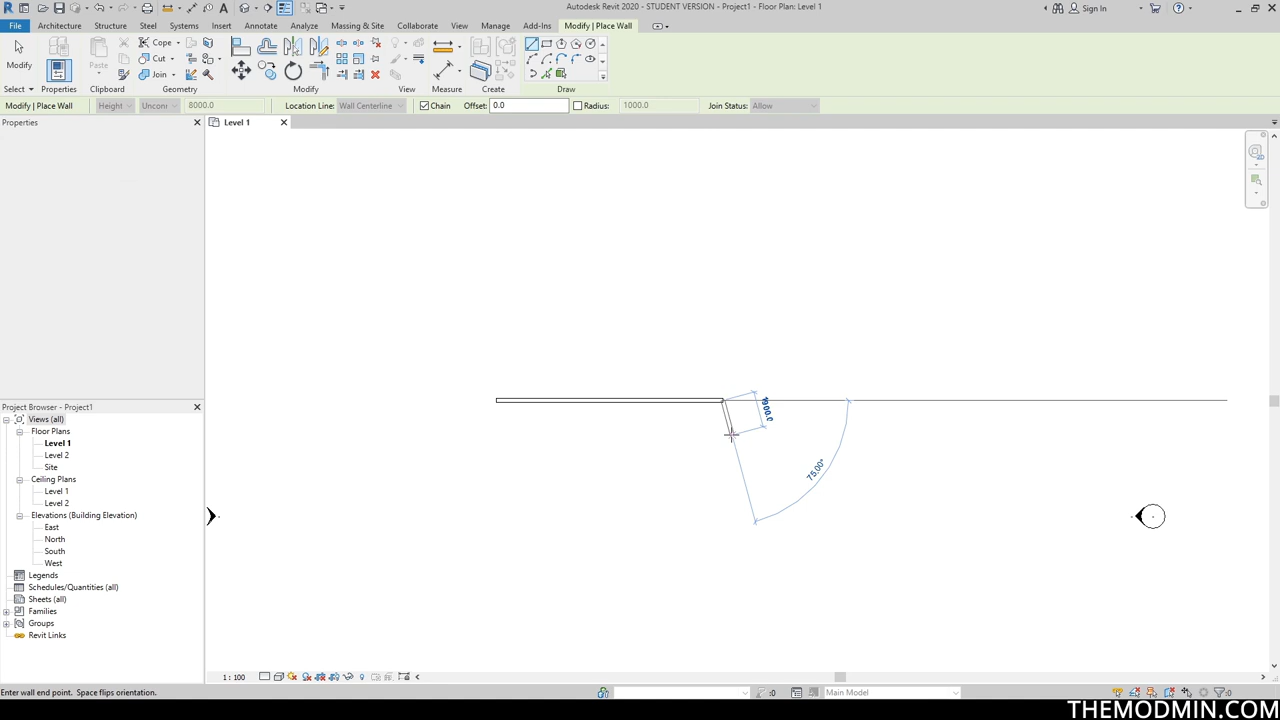 Autodesk Revit 2020 - STUDENT VERSION - Project1 - Floor Plan: Level 1
Sign In
File Architecture Structure Steel Systems Insert Annotate Analyze Massing & Site Collaborate View Manage Add-Ins Modify | Place Wall
Modify
Paste
Cope
Cut
Join
Select Properties Clipboard Geometry Modify View Measure Create Draw
Modify | Place Wall Height Uncon 8000.0 Location Line: Wall Centerline Chain Offset: 0.0 Radius: 1000.0 Join Status: Allow
Properties
Level 1
1900.0
75.00°
Project Browser - Project1
Views (all)
Floor Plans
Level 1
Level 2
Site
Ceiling Plans
Level 1
Level 2
Elevations (Building Elevation)
East
North
South
West
Legends
Schedules/Quantities (all)
Sheets (all)
Families
Groups
Revit Links
1 : 100
Enter wall end point. Space flips orientation.
:0
Main Model
:0
THEMODMIN.COM